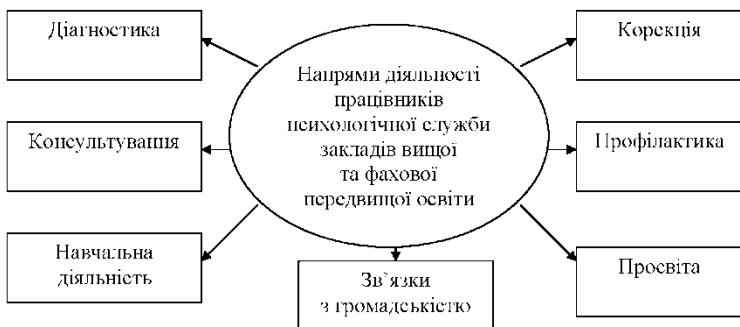 Діагностика
Корекція
Напрями діяльності
працівників
психологічної служби
закладів вищої
та фахової
передвищої освіти
Консультування
Профілактика
Навчальна
діяльність
Зв’язки
з громадськістю
Просвіта